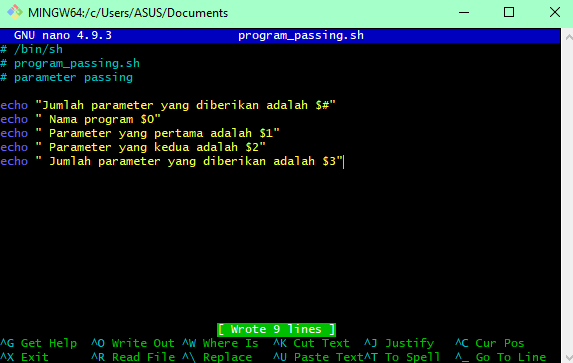 MINGW64:/c/Users/ASUS/Documents
GNU nano 4.9.3 program_passing.sh
# /bin/sh
# program_passing.sh
# parameter passing
echo "Jumlah parameter yang diberikan adalah $#"
echo " Nama program $0"
echo " Parameter yang pertama adalah $1"
echo " Parameter yang kedua adalah $2"
echo " Jumlah parameter yang diberikan adalah $3"
[ Wrote 9 lines ]
^G Get Help ^O Write Out ^W Where Is ^K Cut Text ^J Justify ^C Cur Pos
^X Exit ^R Read File ^\ Replace ^U Paste Text ^T To Spell ^_ Go To Line